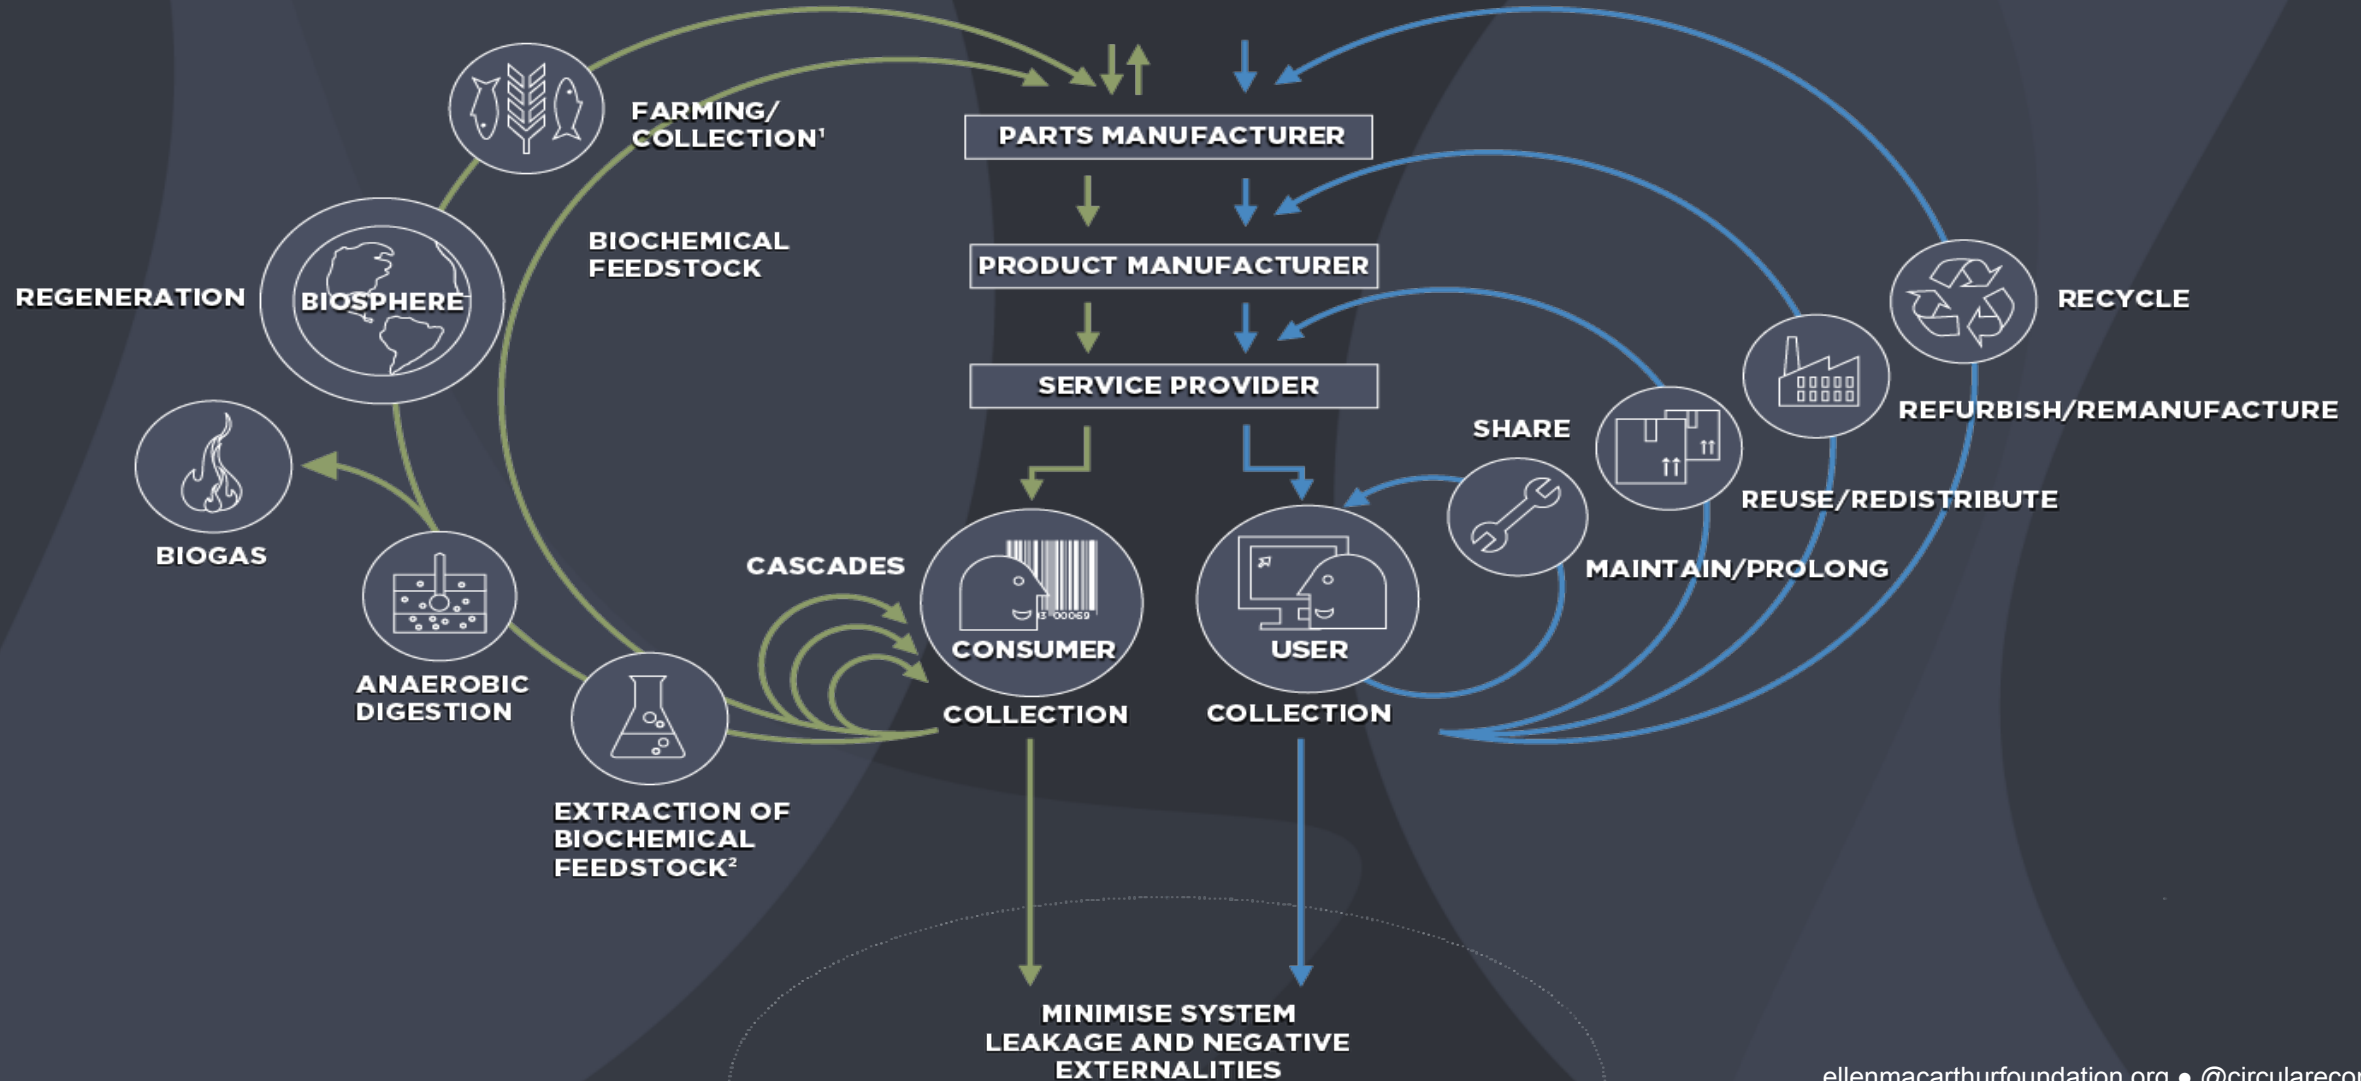 FARMING/
COLLECTION¹
PARTS MANUFACTURER
BIOCHEMICAL
FEEDSTOCK
PRODUCT MANUFACTURER
REGENERATION
BIOSPHERE
RECYCLE
SERVICE PROVIDER
REFURBISH/REMANUFACTURE
SHARE
REUSE/REDISTRIBUTE
BIOGAS
CASCADES
MAINTAIN/PROLONG
3 00069
CONSUMER
USER
ANAEROBIC
DIGESTION
COLLECTION
COLLECTION
EXTRACTION OF
BIOCHEMICAL
FEEDSTOCK²
MINIMISE SYSTEM
LEAKAGE AND NEGATIVE
EXTERNALITIES
ellenmacarthurfoundation.org ●